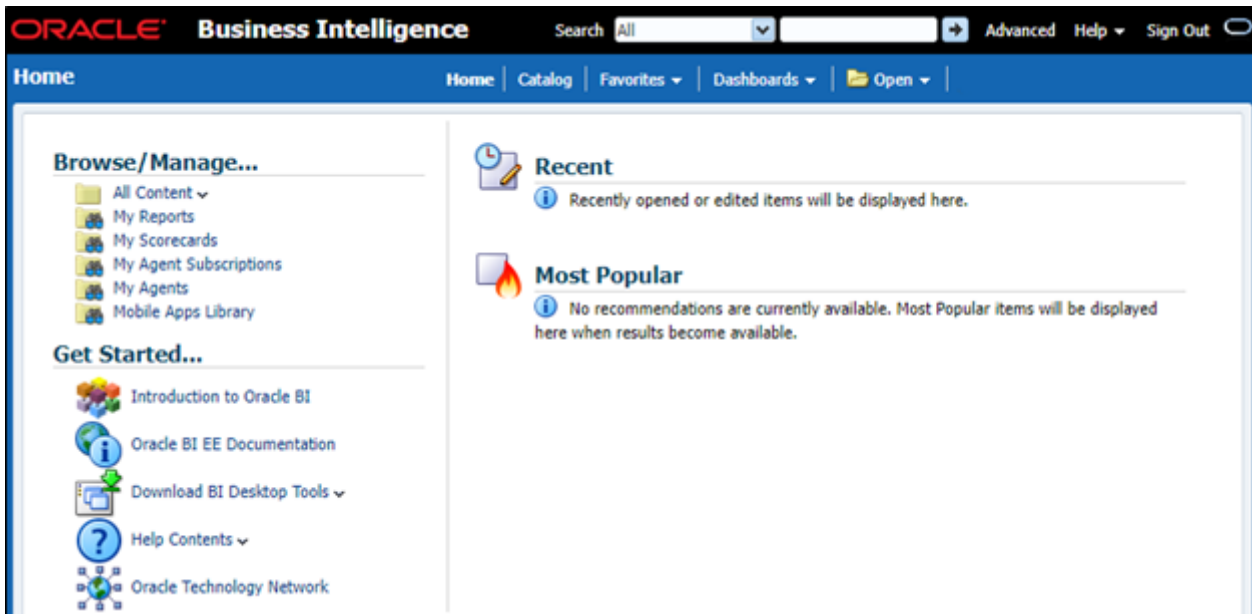 ORACLE Business Intelligence Search All Advanced Help Sign Out
Home Home Catalog Favorites Dashboards Open
Browse/Manage...
All Content
My Reports
My Scorecards
My Agent Subscriptions
My Agents
Mobile Apps Library
Get Started...
Introduction to Oracle BI
Oracle BI EE Documentation
Download BI Desktop Tools
Help Contents
Oracle Technology Network
Recent
Recently opened or edited items will be displayed here.
Most Popular
No recommendations are currently available. Most Popular items will be displayed
here when results become available.